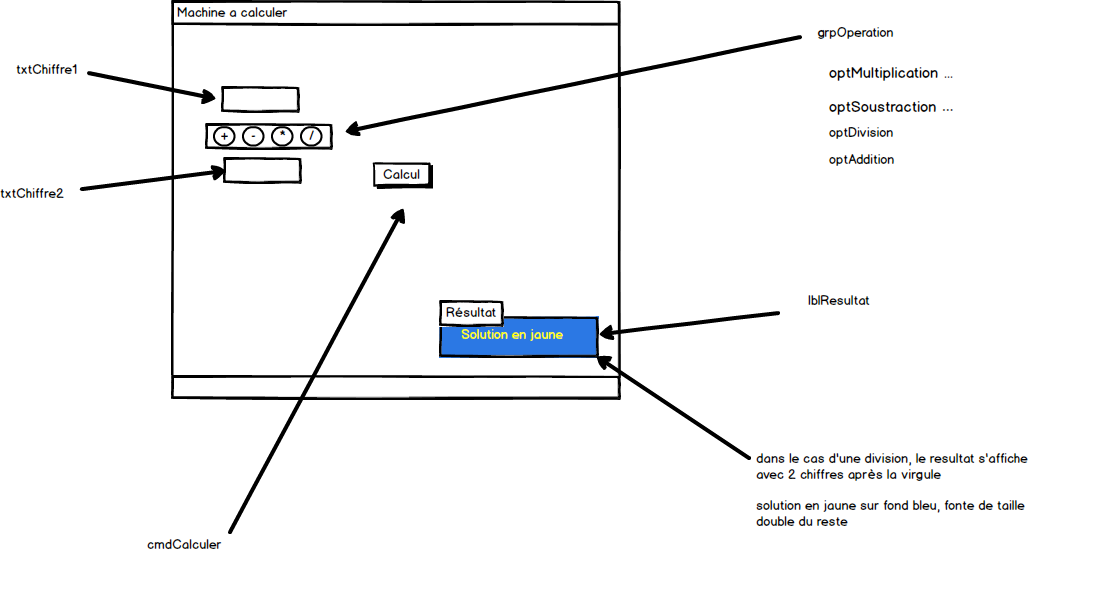 Machine a calculer
grpOperation
txtChiffre1
optMultiplication ...
optSoustraction ...
+ - * /
optDivision
optAddition
txtChiffre2
Calcul
lblResultat
Résultat
Solution en jaune
dans le cas d'une division, le resultat s'affiche
avec 2 chiffres après la virgule
solution en jaune sur fond bleu, fonte de taille
double du reste
cmdCalculer